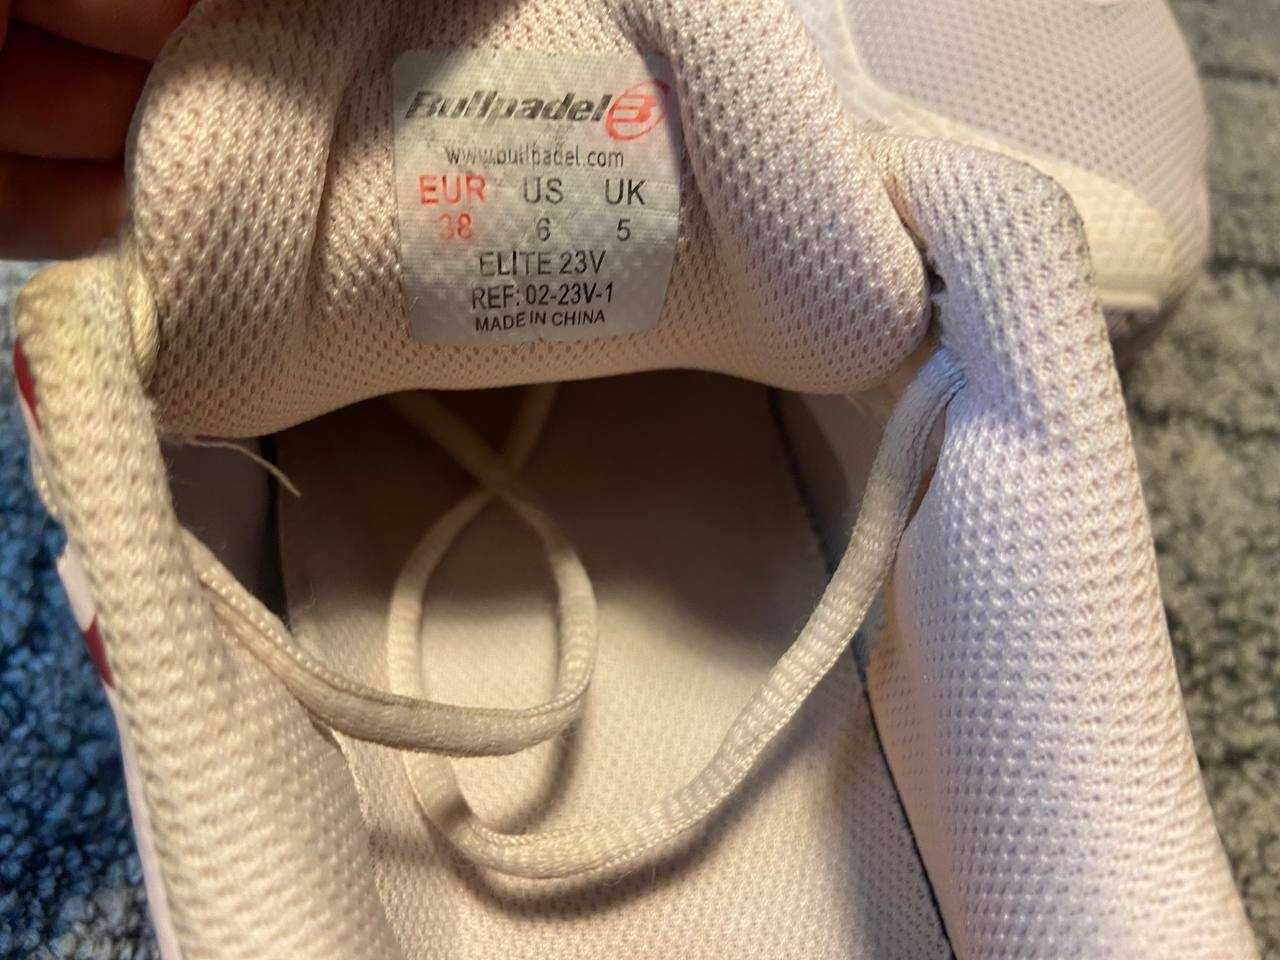 Bullpadel B
www.bullpadel.com
EUR US UK
38 6 5
ELITE 23V
REF: 02-23V-1
MADE IN CHINA